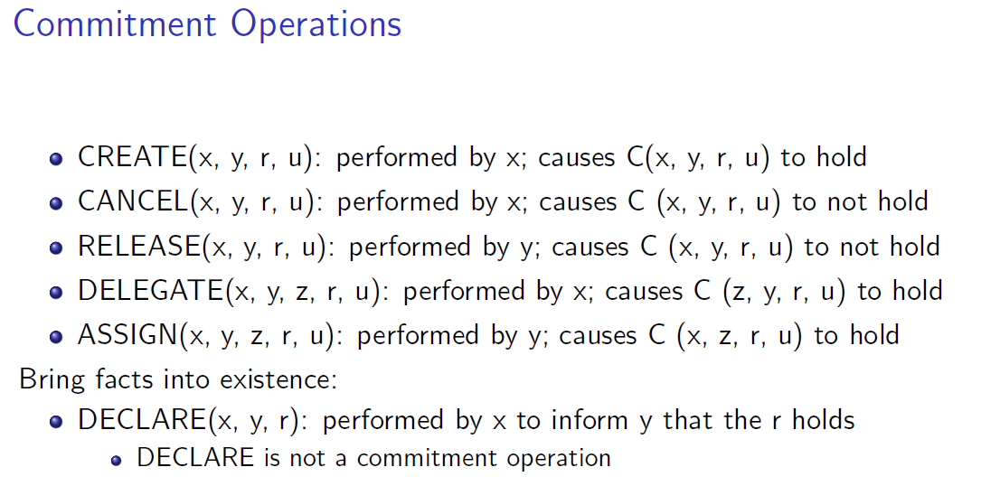 Commitment Operations
CREATE(x, y, r, u): performed by x; causes C(x, y, r, u) to hold
CANCEL(x, y, r, u): performed by x; causes C (x, y, r, u) to not hold
RELEASE(x, y, r, u): performed by y; causes C (x, y, r, u) to not hold
DELEGATE(x, y, z, r, u): performed by x; causes C (z, y, r, u) to hold
ASSIGN(x, y, z, r, u): performed by y; causes C (x, z, r, u) to hold
Bring facts into existence:
DECLARE(x, y, r): performed by x to inform y that the r holds
DECLARE is not a commitment operation